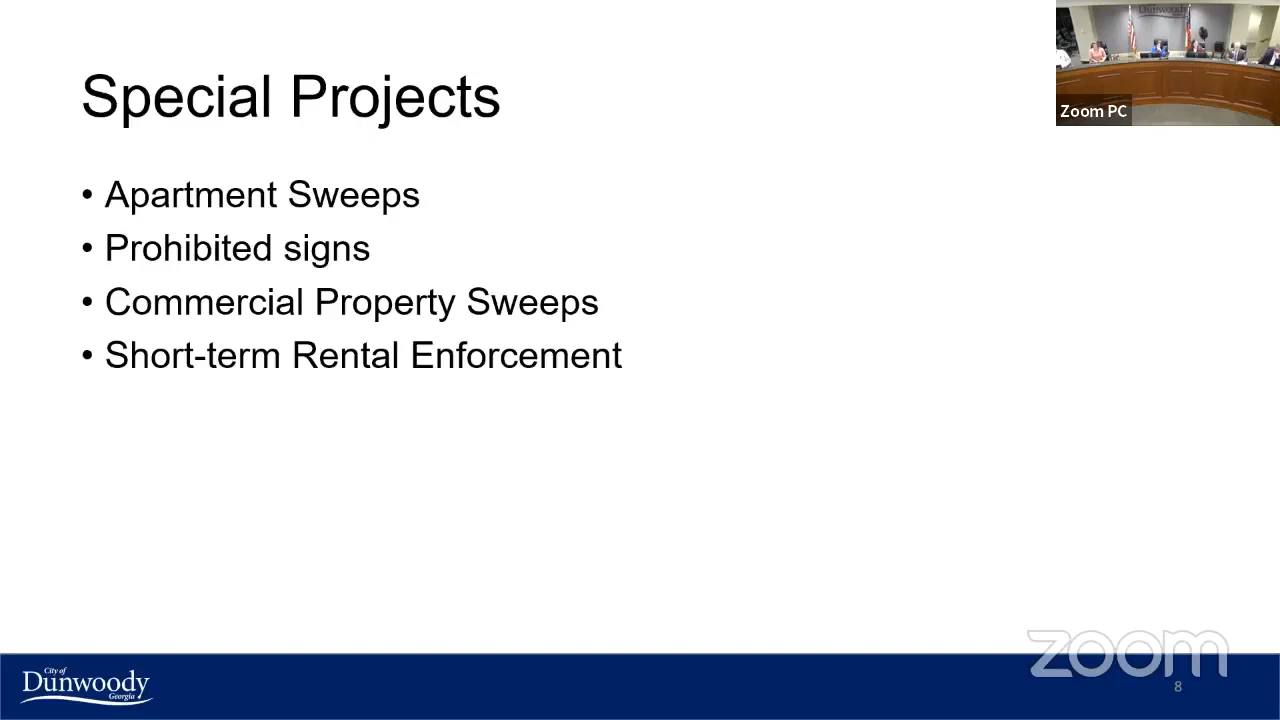 Dunwoody
Zoom PC
Special Projects
• Apartment Sweeps
• Prohibited signs
• Commercial Property Sweeps
• Short-term Rental Enforcement
zoom
City of
Dunwoody
Georgia
8